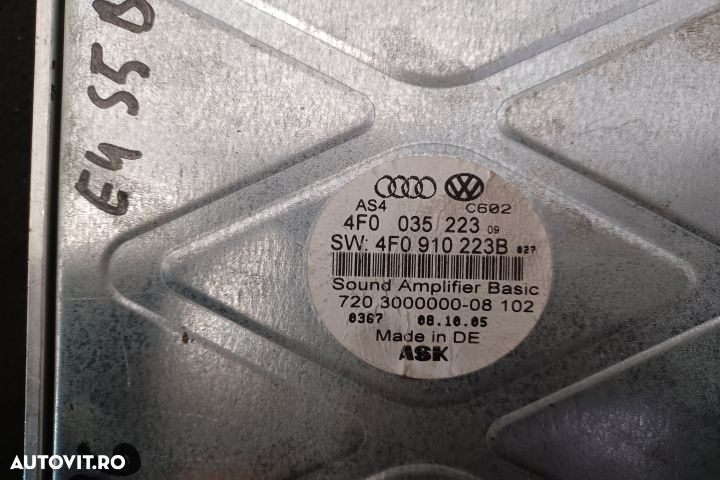 E4 S5 B
AS4 C602
4F0 035 223 09
SW: 4F0 910 223B 027
Sound Amplifier Basic
720 3000000-08 102
0367 08.10.05
Made in DE
ASK
AUTOVIT.RO